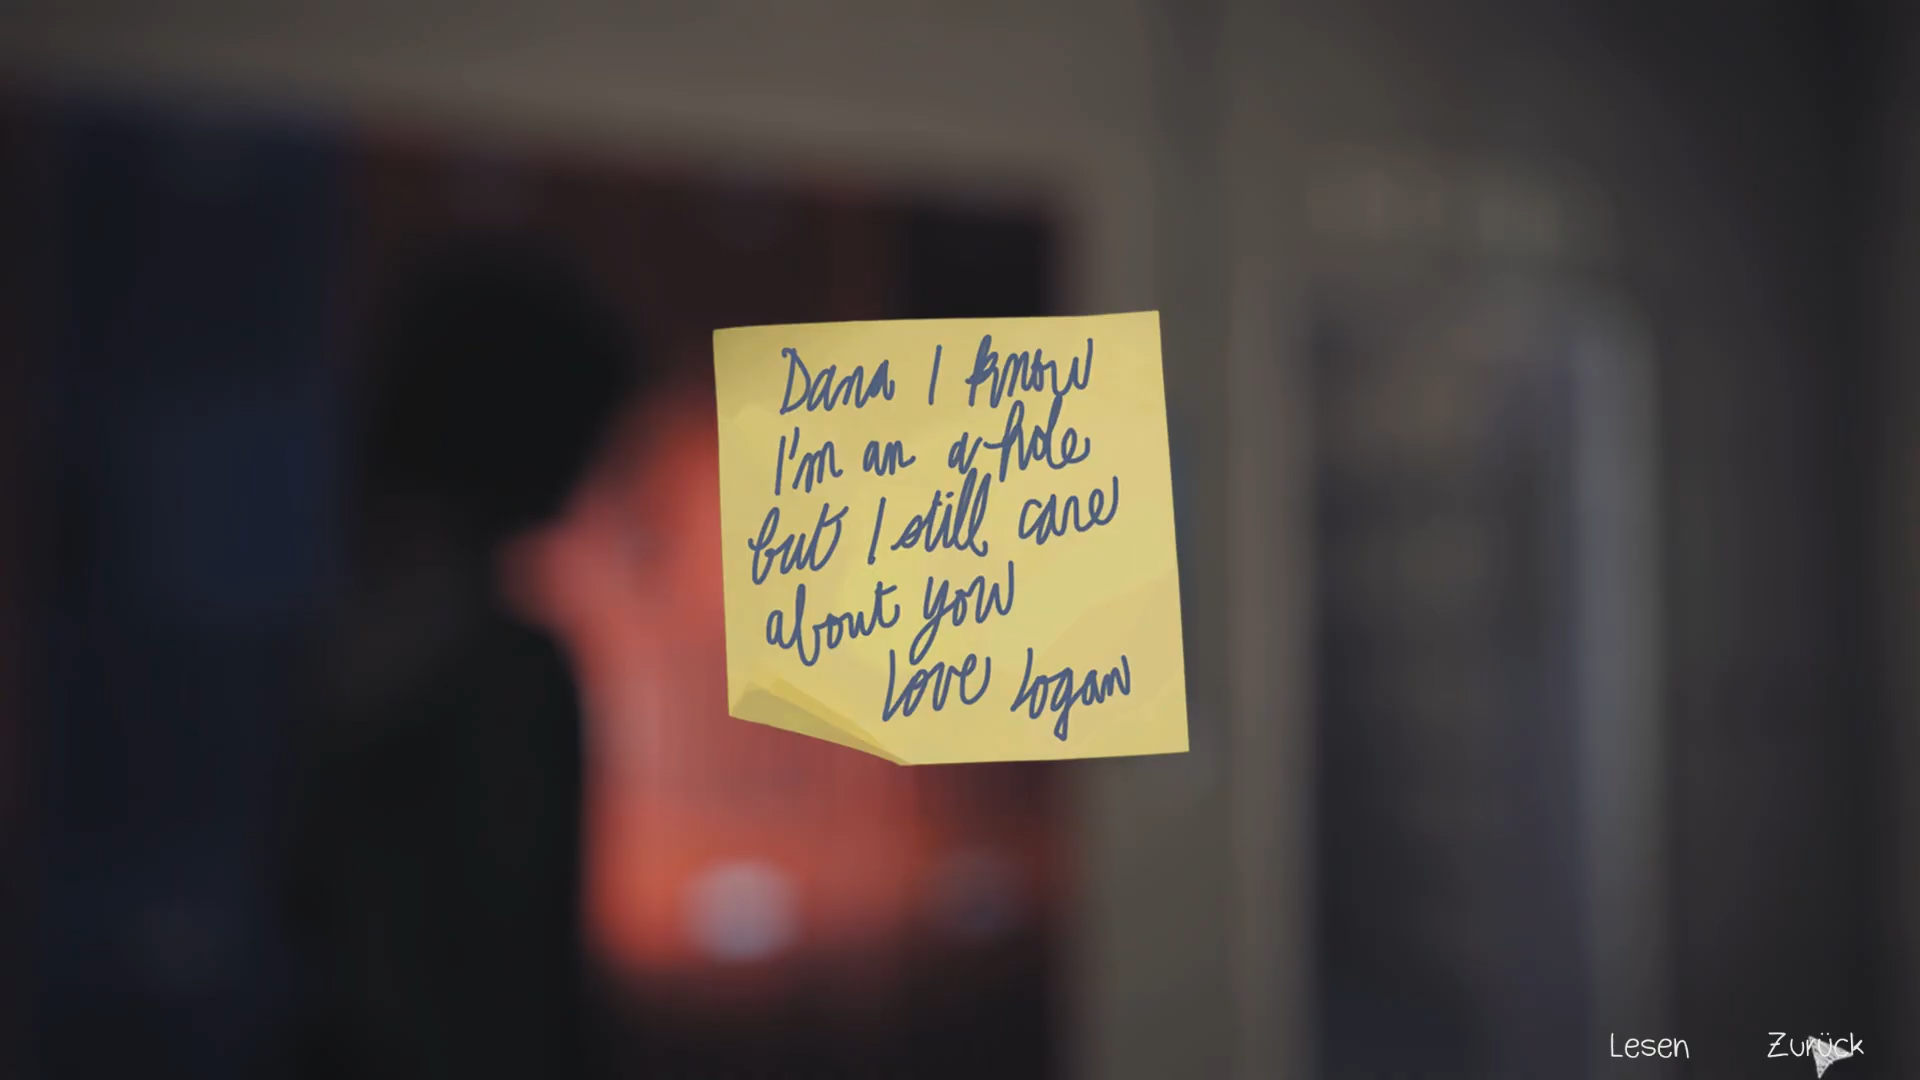 Dana I know
I'm an a-hole
but I still care
about you
Love Logan
Lesen
Zurück